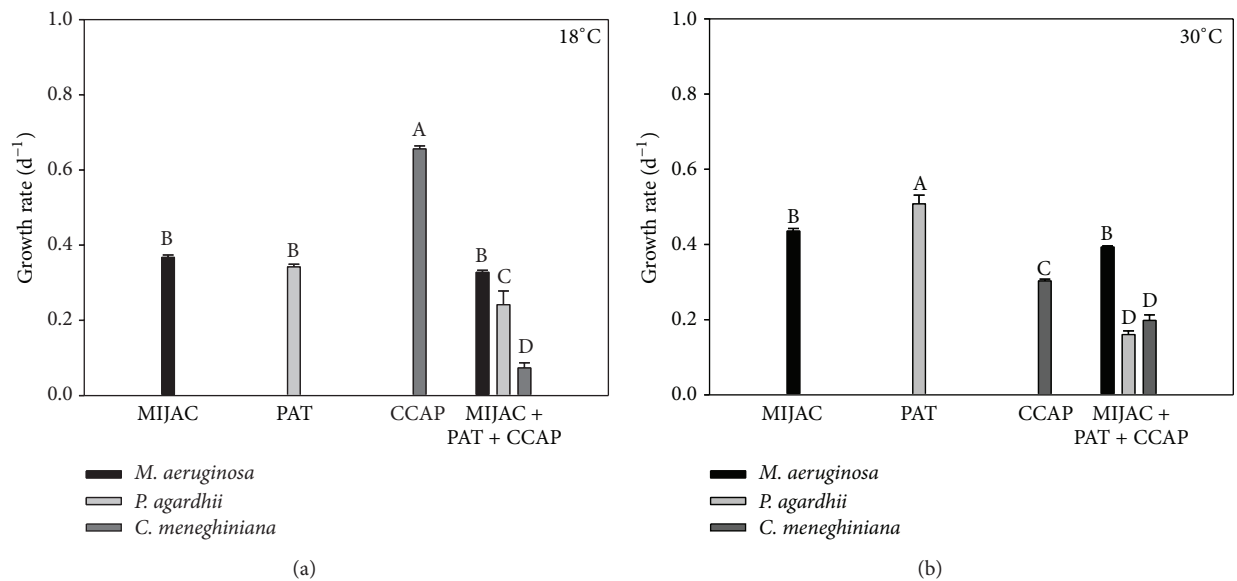 1.0
18°C
0.8
Growth rate (d−1)
0.6
0.4
0.2
0.0
B
B
A
B
C
D
MIJAC
PAT
CCAP
MIJAC +
PAT + CCAP
M. aeruginosa
P. agardhii
C. meneghiniana
(a)
1.0
30°C
0.8
Growth rate (d−1)
0.6
0.4
0.2
0.0
B
A
C
B
D
D
MIJAC
PAT
CCAP
MIJAC +
PAT + CCAP
M. aeruginosa
P. agardhii
C. meneghiniana
(b)